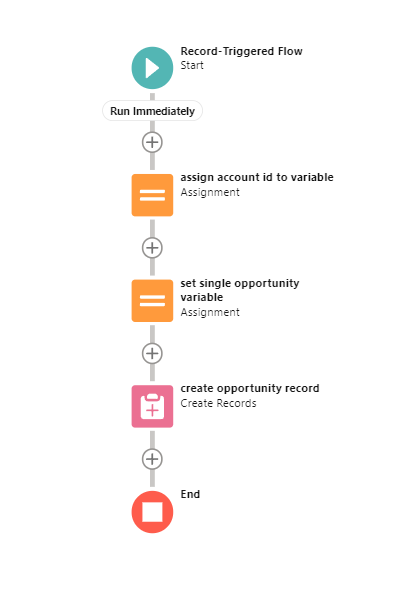 Record-Triggered Flow
Start
Run Immediately
assign account id to variable
Assignment
set single opportunity
variable
Assignment
create opportunity record
Create Records
End